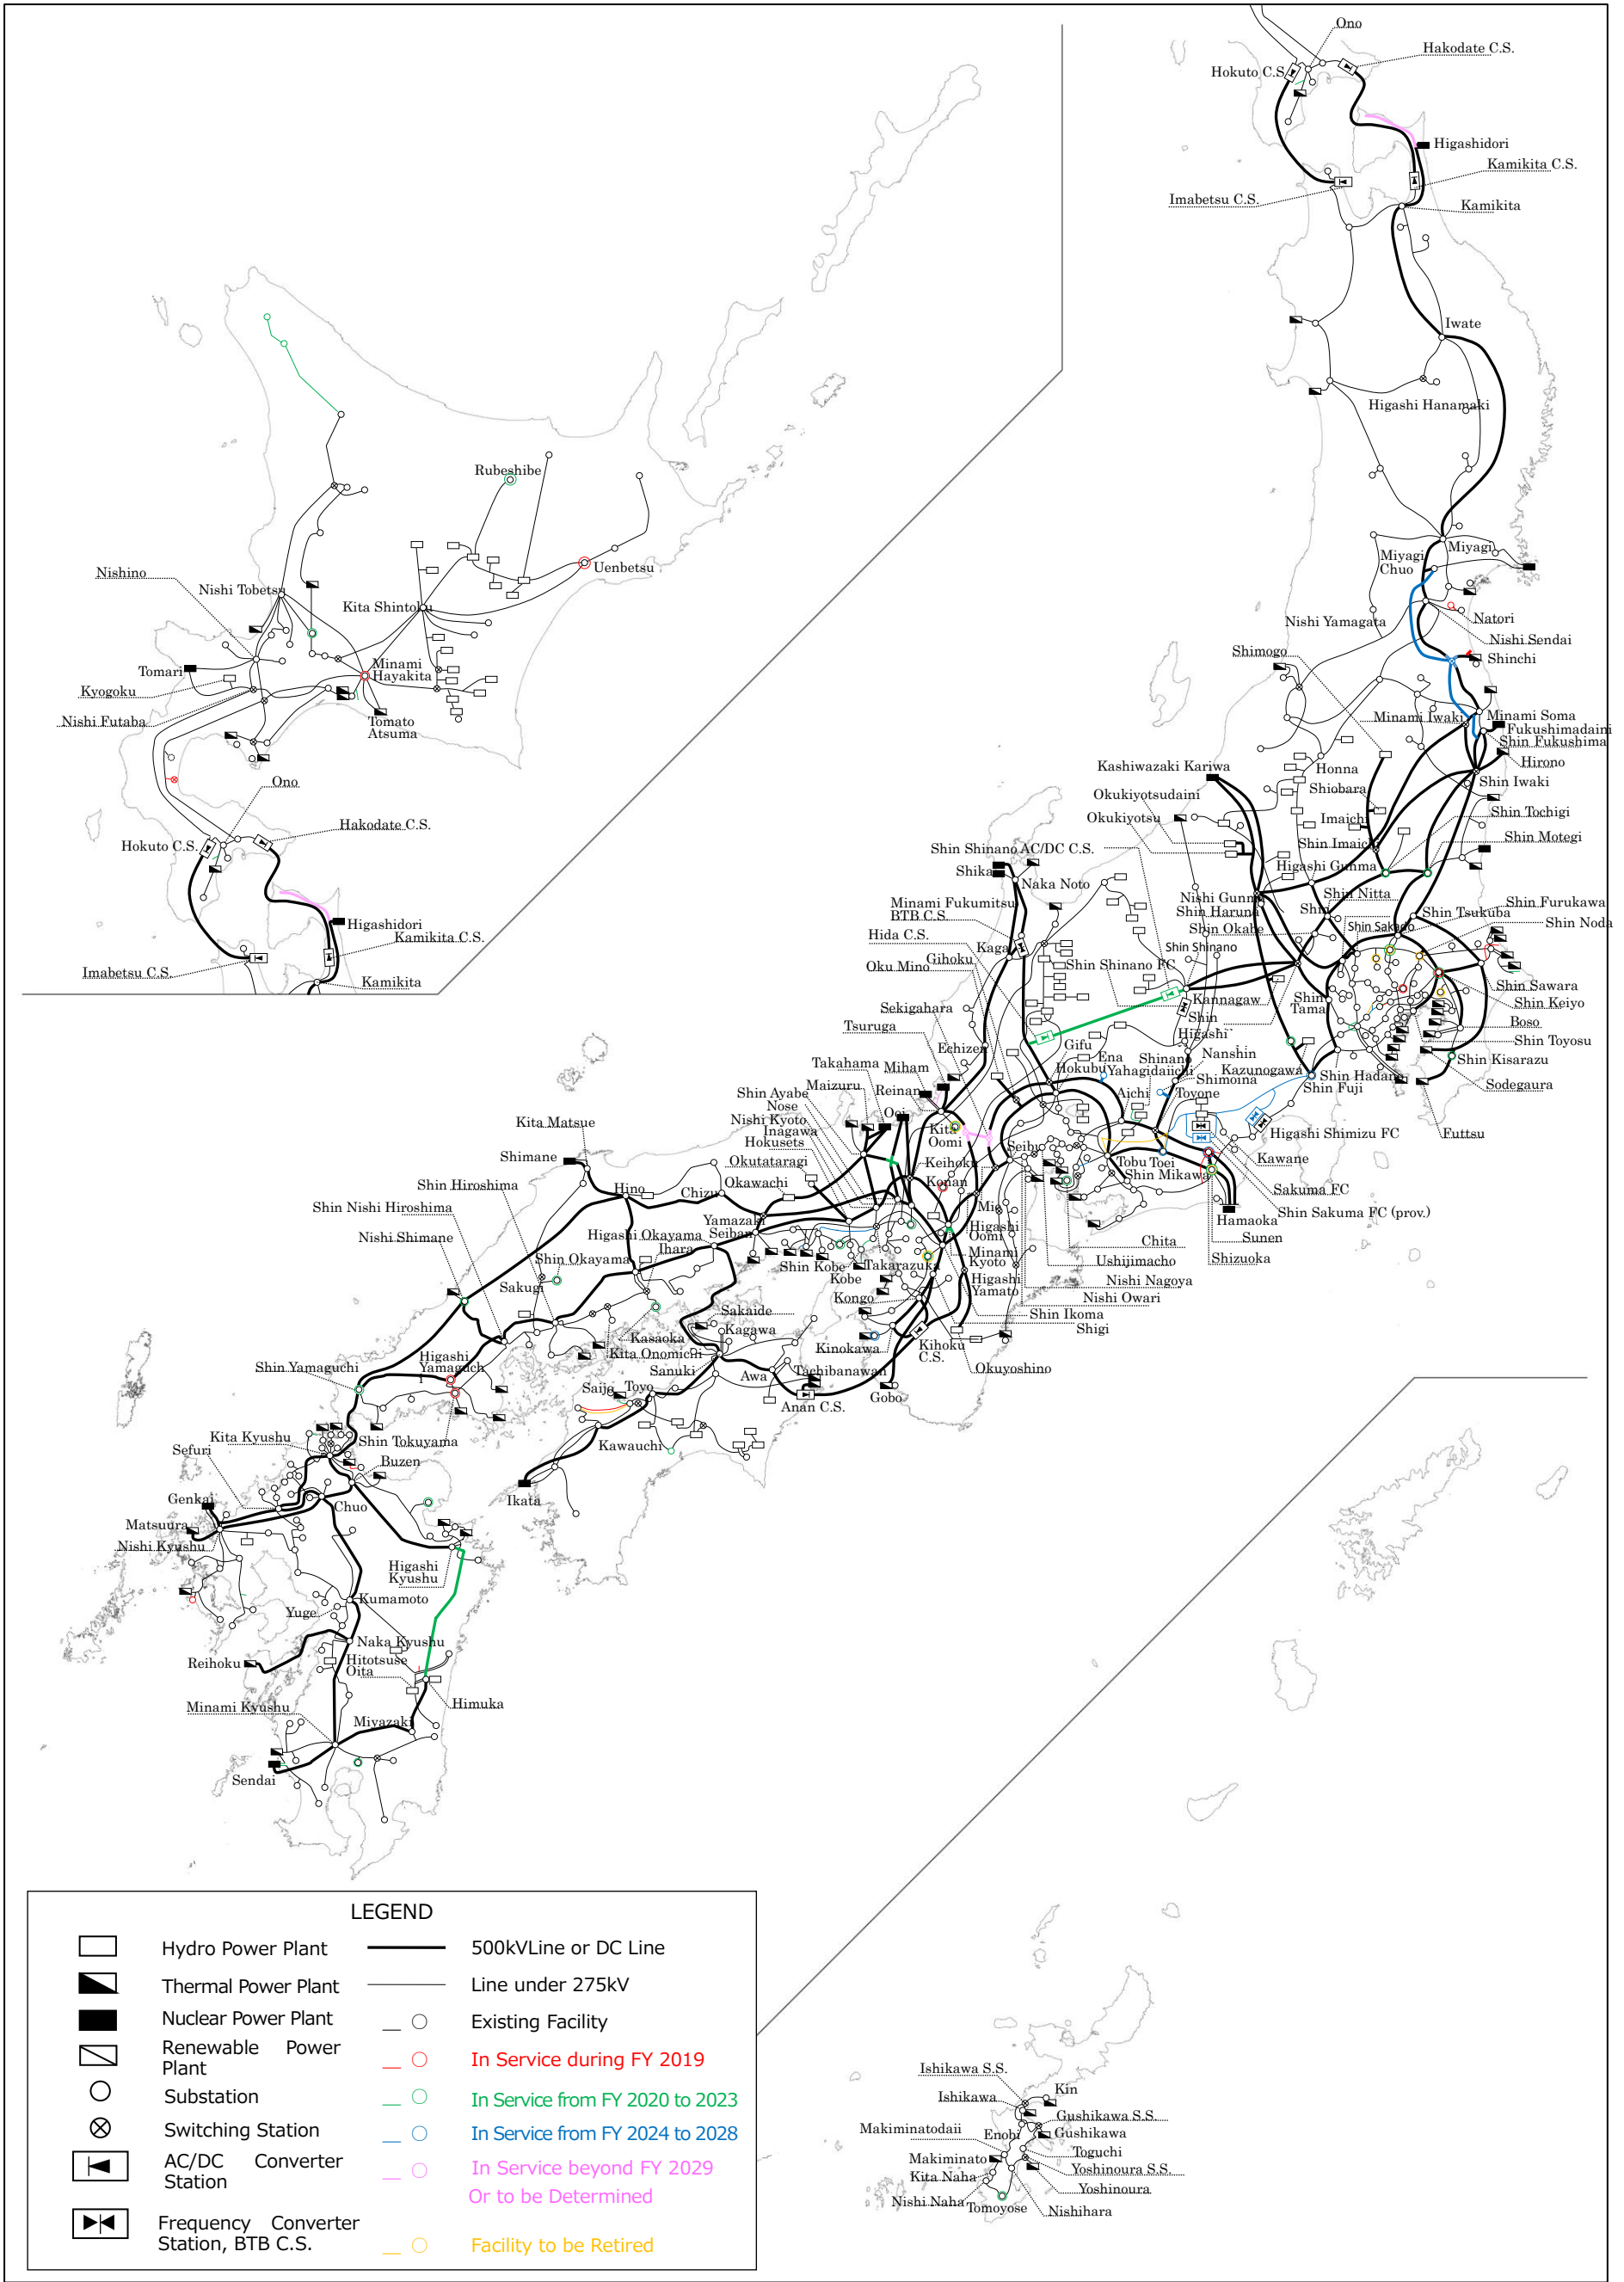 Ono
Hakodate C.S.
Hokuto C.S.
Higashidori
Kamikita C.S.
Imabetsu C.S.
Kamikita
Iwate
Higashi Hanamaki
Rubeshibe
Uenbetsu
Nishino
Nishi Tobetsu
Kita Shintoku
Tomari
Minami
Hayakita
Kyogoku
Nishi Futaba
Tomato
Atsuma
Ono
Hakodate C.S.
Hokuto C.S.
Higashidori
Kamikita C.S.
Imabetsu C.S.
Kamikita
Miyagi
Miyagi
Chuo
Natori
Nishi Yamagata
Nishi Sendai
Shimogo
Shinchi
Minami Iwaki
Minami Soma
Fukushimadaini
Shin Fukushima
Hirono
Honna
Shin Iwaki
Kashiwazaki Kariwa
Shiobara
Okukiyotsudaini
Okukiyotsu
Imaichi
Shin Tochigi
Shin Imaichi
Shin Motegi
Shin Shinano AC/DC C.S.
Higashi Gunma
Shika
Naka Noto
Nishi Gunm
Shin Nitta
Minami Fukumitsu
BTB C.S.
Shin Haruna
Shin
Shin Furukawa
Shin Tsukuba
Shin Noda
Shin Okabe
Shin Sakado
Hida C.S.
Kaga
Shin Shinano
Gihoku
Oku Mino
Shin Shinano FC
Kannagaw
Shin Sawara
Sekigahara
Shin
Tama
Shin Keiyo
Tsuruga
Shin
Higashi
Boso
Echizen
Gifu
Shin Toyosu
Takahama
Miham
Hokubu
Ena
Shinano
Nanshin
Shin Kisarazu
Maizuru
Reinan
Yahagidaiichi
Kazunogawa
Shin Hadano
Shin Ayabe
Shimoina
Shin Fuji
Sodegaura
Nose
Ooi
Aichi
Toyone
Nishi Kyoto
Kita
Oomi
Inagawa
Seibu
Higashi Shimizu FC
Futtsu
Hokusets
Kita Matsue
Okutataragi
Keihoku
Tobu
Toei
Kawane
Shimane
Okawachi
Konan
Shin Mikawa
Sakuma FC
Shin Hiroshima
Hino
Chizu
Mie
Shin Sakuma FC (prov.)
Shin Nishi Hiroshima
Yamazaki
Hamaoka
Seiban
Higashi
Oomi
Sunen
Nishi Shimane
Higashi Okayama
Chita
Shizuoka
Ihara
Minami
Kyoto
Ushijimacho
Shin Okayama
Shin Kobe
Takarazuka
Sakugi
Kobe
Higashi
Yamato
Nishi Nagoya
Kongo
Nishi Owari
Sakaide
Shin Ikoma
Kagawa
Shigi
Kasaoka
Kinokawa
Kihoku
C.S.
Kita Onomichi
Higashi
Yamaguch
i
Shin Yamaguchi
Sanuki
Awa
Tachibanawan
Okuyoshino
Saijo
Toyo
Anan C.S.
Gobo
Kita Kyushu
Shin Tokuyama
Kawauchi
Sefuri
Buzen
Genkai
Chuo
Ikata
Matsuura
Nishi Kyushu
Higashi
Kyushu
Kumamoto
Yuge
Naka Kyushu
Reihoku
Hitotsuse
Oita
Minami Kyushu
Himuka
Miyazaki
Sendai
LEGEND
Hydro Power Plant
500kVLine or DC Line
Thermal Power Plant
Line under 275kV
Nuclear Power Plant
Existing Facility
Renewable Power
Plant
In Service during FY 2019
Substation
In Service from FY 2020 to 2023
Switching Station
In Service from FY 2024 to 2028
AC/DC Converter
Station
In Service beyond FY 2029
Or to be Determined
Frequency Converter
Station, BTB C.S.
Facility to be Retired
Ishikawa S.S.
Kin
Ishikawa
Gushikawa S.S.
Makiminatodaii
Enobi
Gushikawa
Toguchi
Makiminato
Yoshinoura S.S.
Kita Naha
Yoshinoura
Nishi Naha
Tomoyose
Nishihara